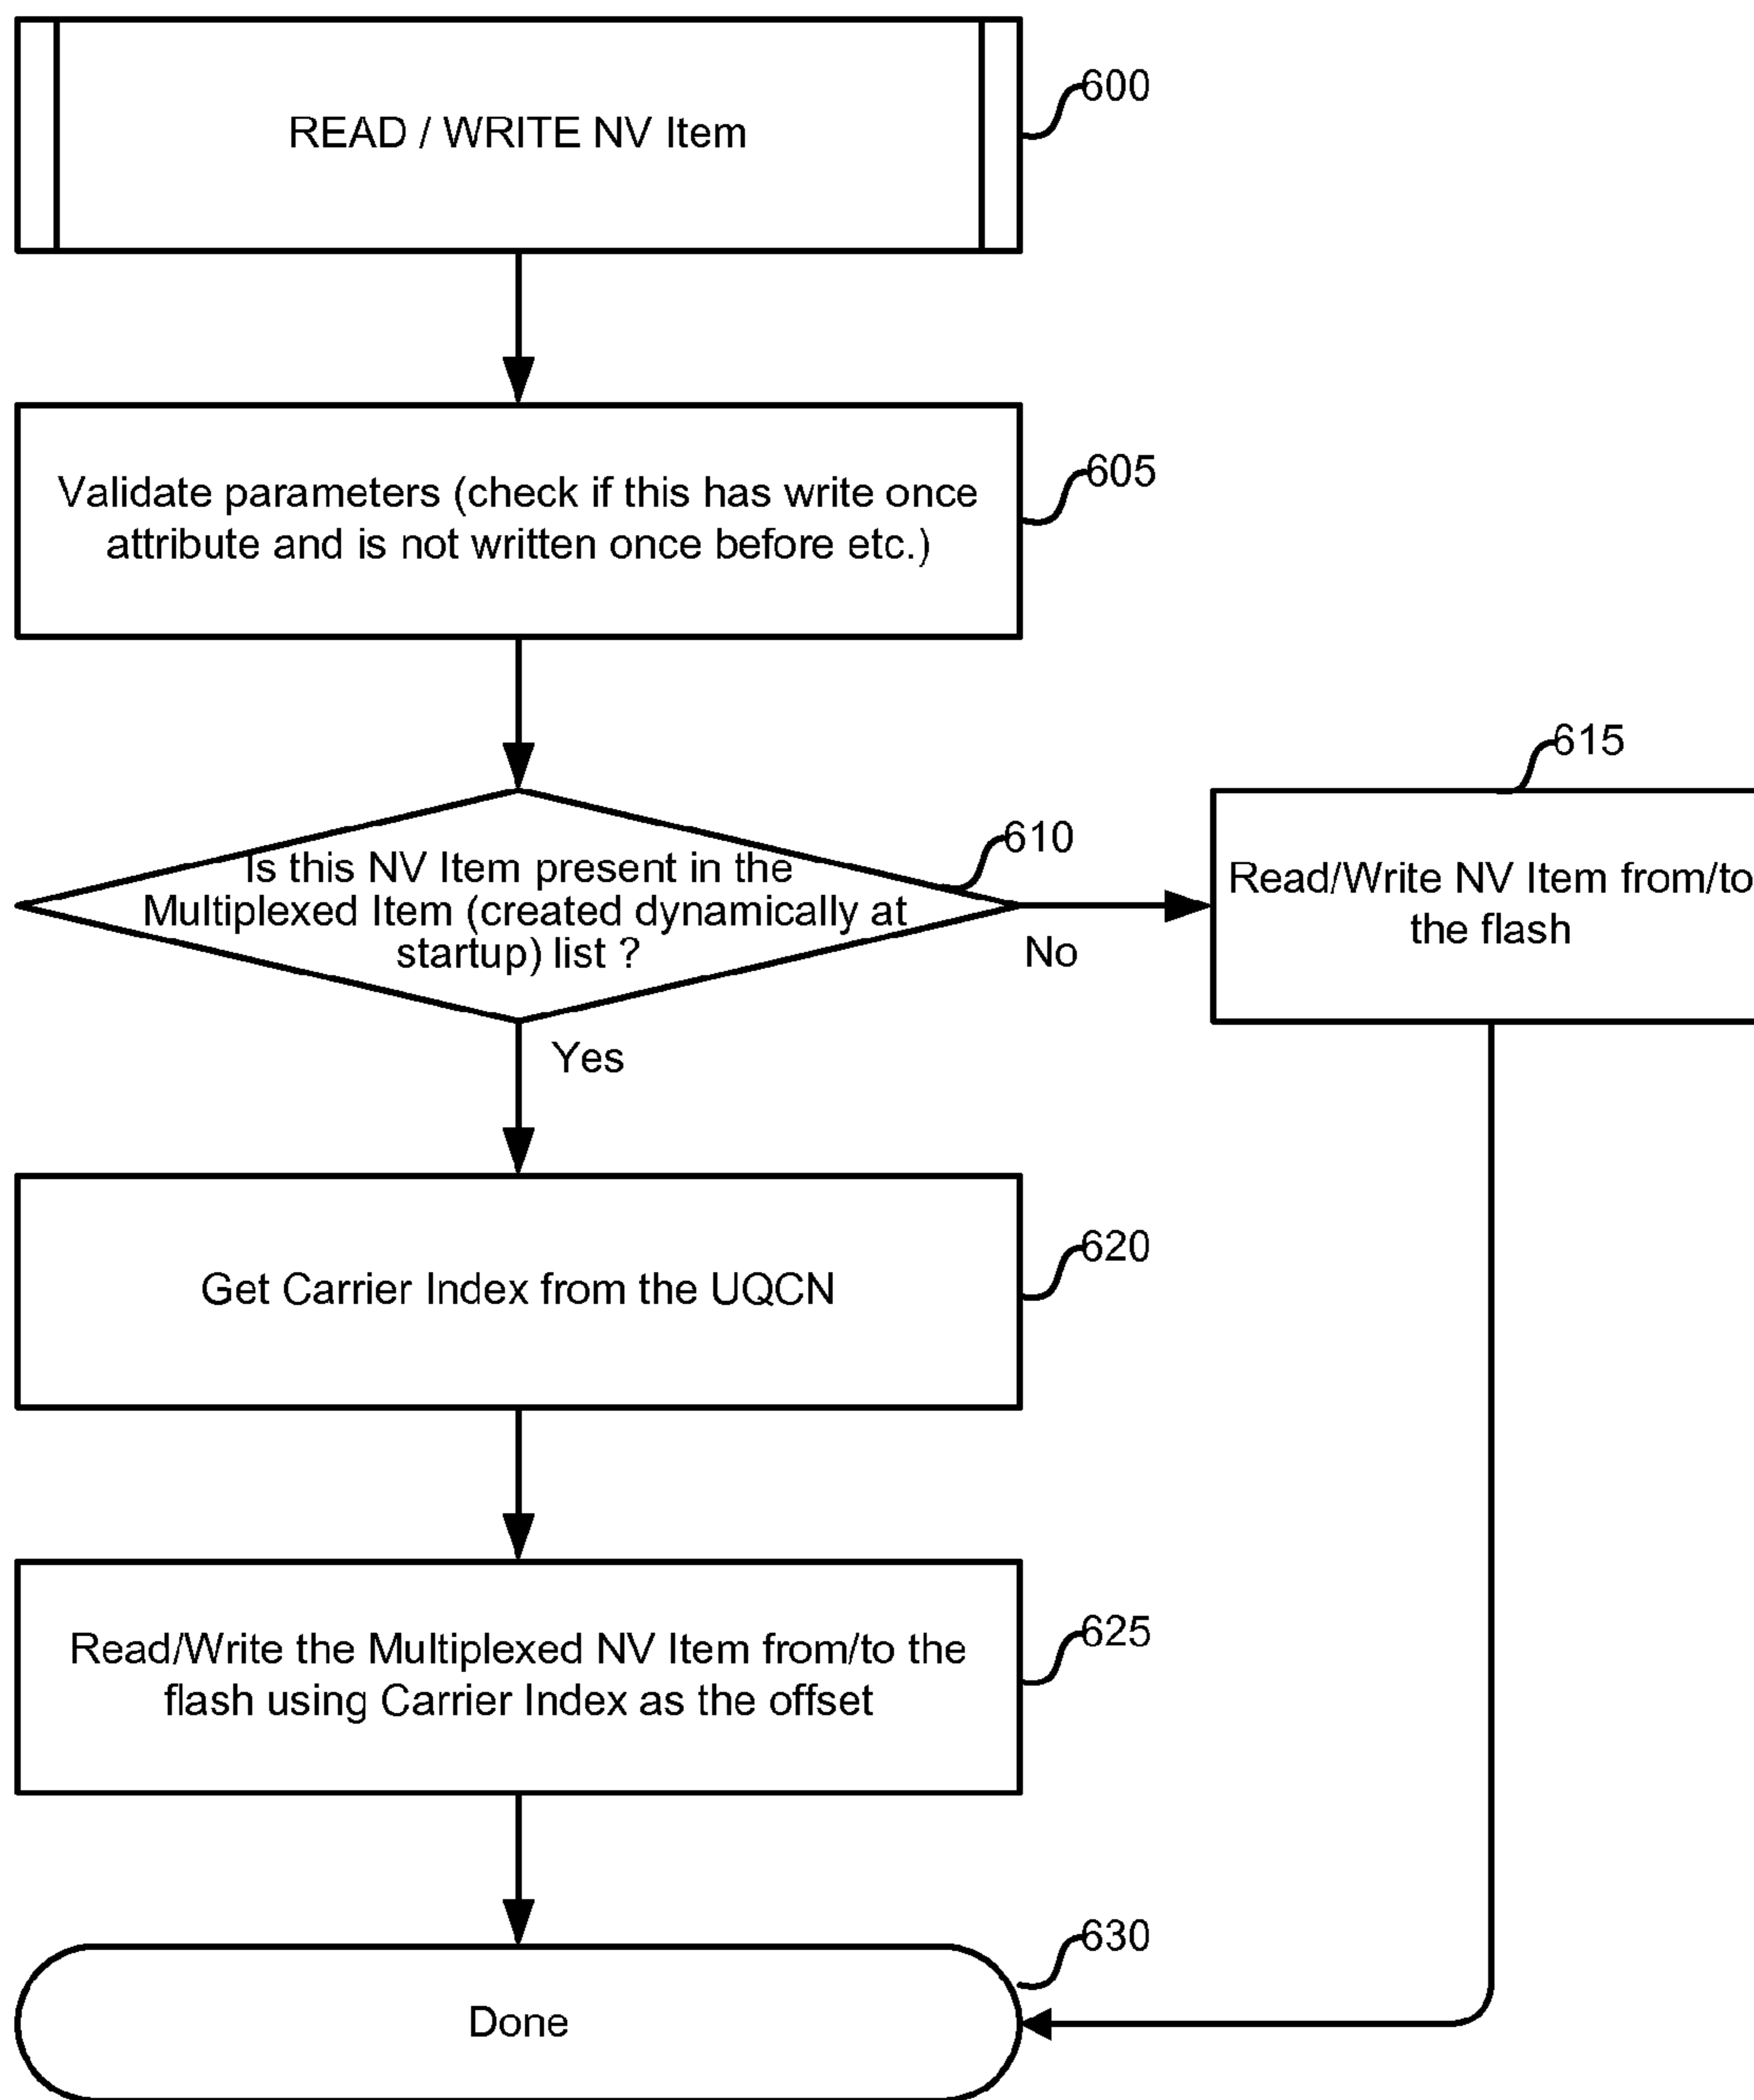 READ / WRITE NV Item
600
Validate parameters (check if this has write once
attribute and is not written once before etc.)
605
Is this NV Item present in the
Multiplexed Item (created dynamically at
startup) list ?
610
No
615
Read/Write NV Item from/to
the flash
Yes
Get Carrier Index from the UQCN
620
Read/Write the Multiplexed NV Item from/to the
flash using Carrier Index as the offset
625
Done
630